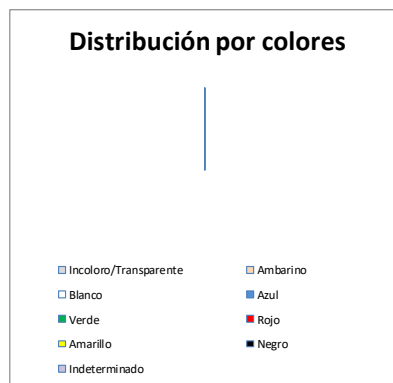 Distribución por colores
Incoloro/Transparente
Ambarino
Blanco
Azul
Verde
Rojo
Amarillo
Negro
Indeterminado